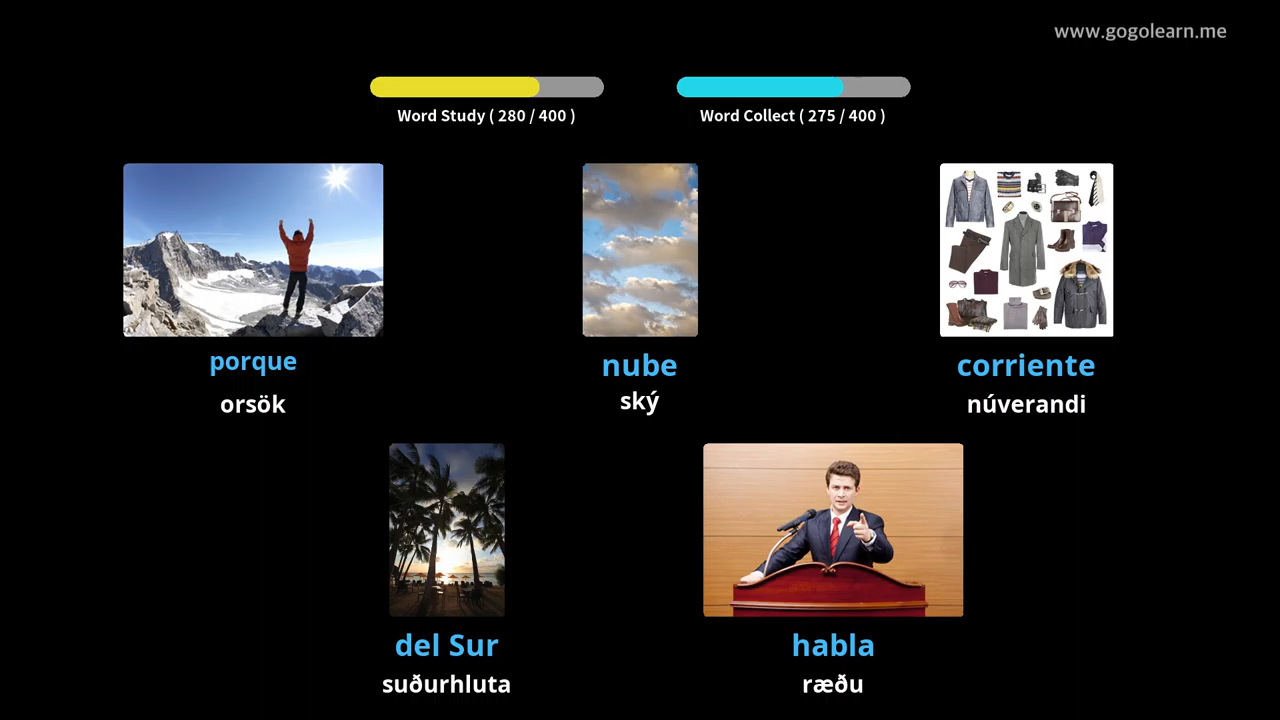 www.gogolearn.me
Word Study ( 280 / 400 )
Word Collect ( 275 / 400 )
porque
orsök
nube
ský
corriente
núverandi
del Sur
suðurhluta
habla
ræðu